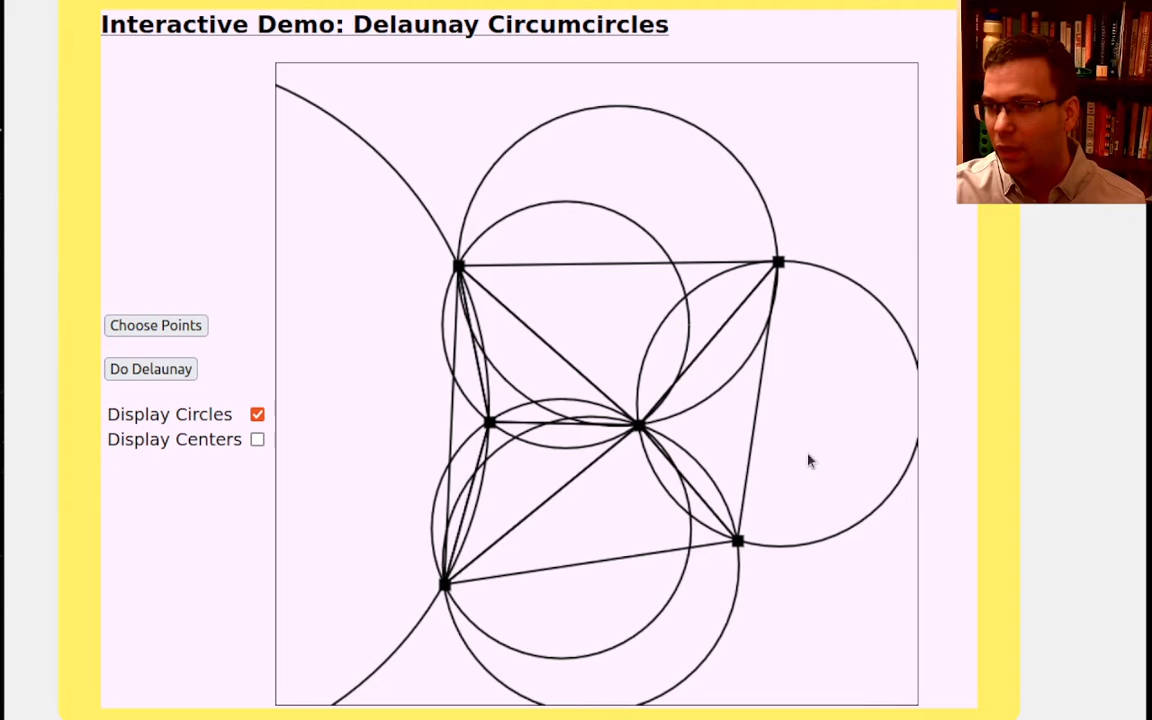 Interactive Demo: Delaunay Circumcircles
Choose Points
Do Delaunay
Display Circles
Display Centers